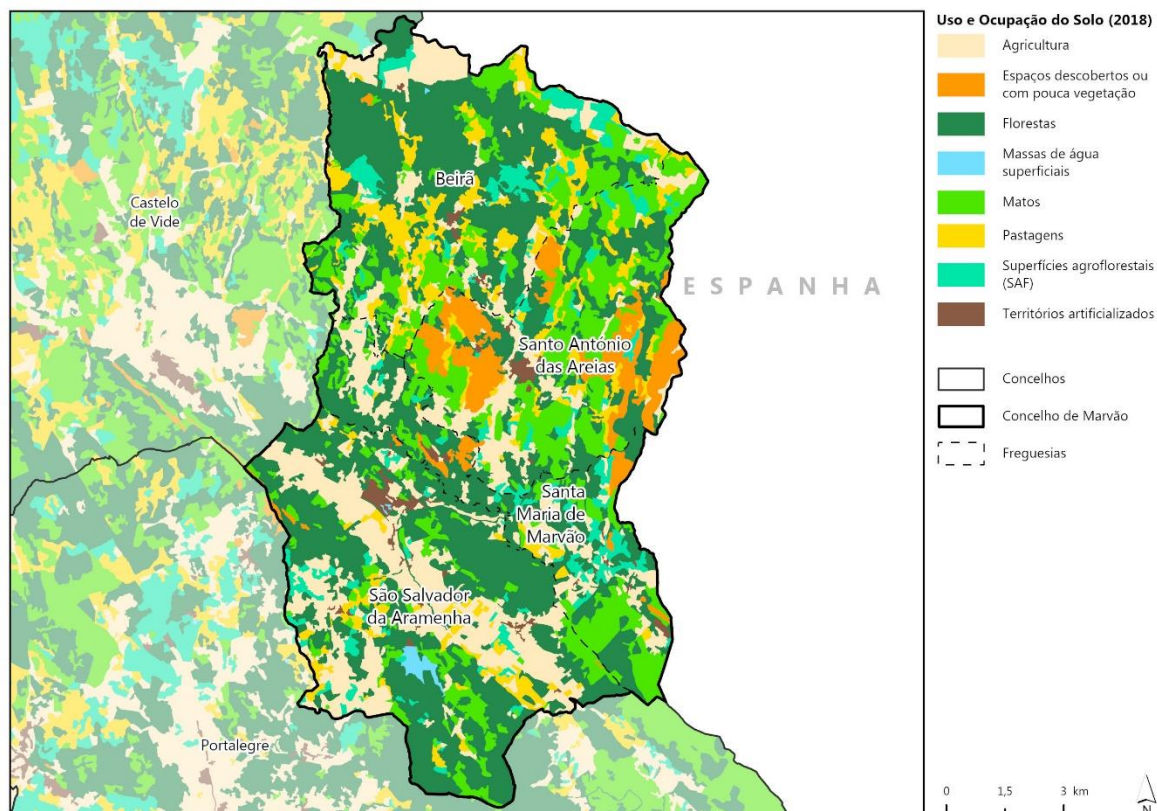 Castelo
de Vide
Beirã
ESPANHA
Santo António
das Areias
Santa
Maria de
Marvão
São Salvador
da Aramenha
Portalegre
Uso e Ocupação do Solo (2018)
Agricultura
Espaços descobertos ou
com pouca vegetação
Florestas
Massas de água
superficiais
Matos
Pastagens
Superfícies agroflorestais
(SAF)
Territórios artificializados
Concelhos
Concelho de Marvão
Freguesias
0 1,5 3 km
N